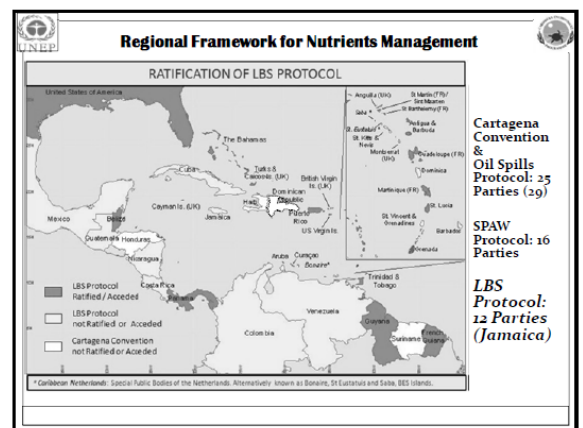 UNEP
Regional Framework for Nutrients Management
RATIFICATION OF LBS PROTOCOL
United States of America
The Bahamas
Turks &
Caicos Is. (UK)
Cuba
Cayman Is. (UK)
Jamaica
Haiti
Dominican
Republic
Puerto
Rico
British Virgin
Is. (UK)
US Virgin Is.
Mexico
Belize
Guatemala
Honduras
Nicaragua
Costa Rica
Panama
Aruba
Curaçao
Bonaire*
Trinidad &
Tobago
Venezuela
Colombia
Guyana
Suriname
French
Guiana
Anguilla (UK)
St Martin (FR)/
Sint Maarten
St Barthelemy (FR)
Saba *
St. Eustatius
St. Kitts &
Nevis
Antigua &
Barbuda
Montserrat
(UK)
Guadeloupe (FR)
Dominica
Martinique (FR)
St. Lucia
St. Vincent &
Grenadines
Barbados
Grenada
LBS Protocol
Ratified / Acceded
LBS Protocol
not Ratified or Acceded
Cartagena Convention
not Ratified or Acceded
* Caribbean Netherlands: Special Public Bodies of the Netherlands. Alternatively known as Bonaire, St Eustatius and Saba, BES Islands.
Cartagena
Convention
&
Oil Spills
Protocol: 25
Parties (29)
SPAW
Protocol: 16
Parties
LBS
Protocol:
12 Parties
(Jamaica)